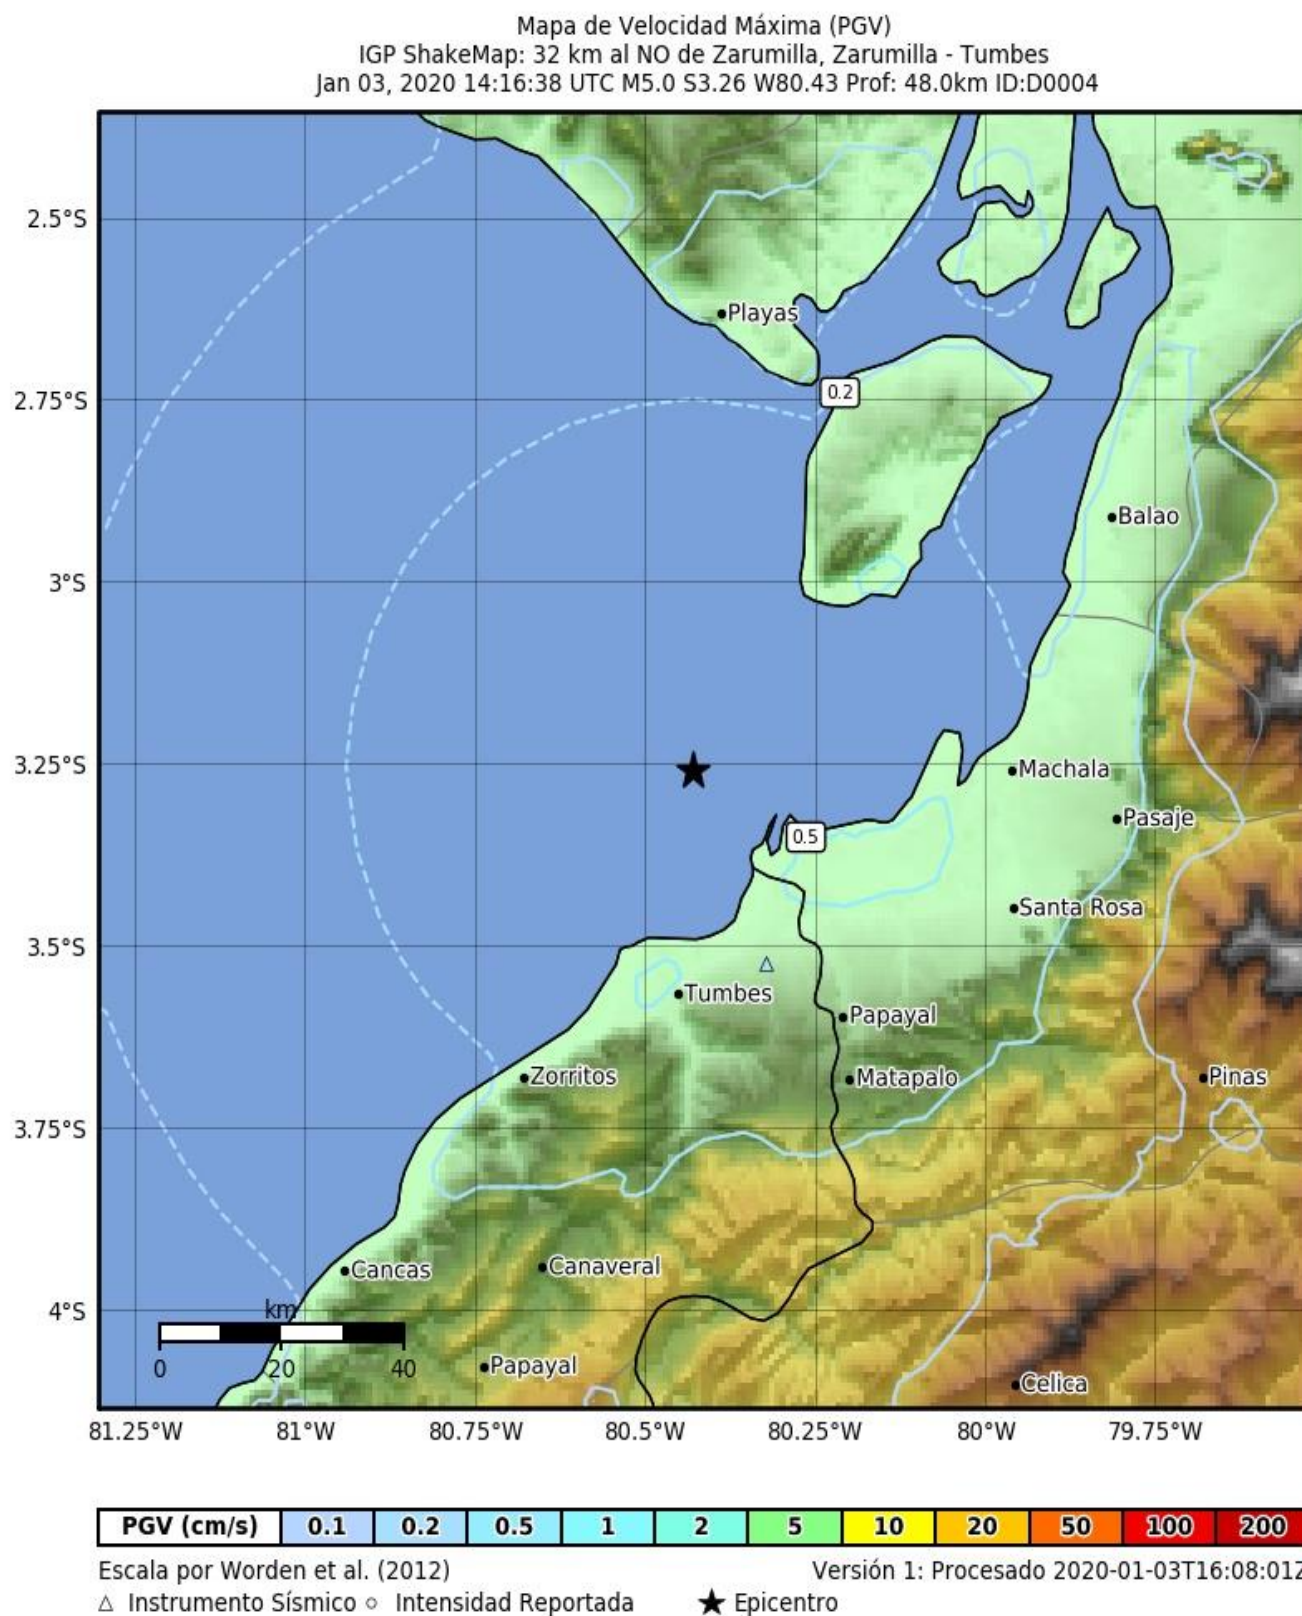 Mapa de Velocidad Máxima (PGV)
IGP ShakeMap: 32 km al NO de Zarumilla, Zarumilla - Tumbes
Jan 03, 2020 14:16:38 UTC M5.0 S3.26 W80.43 Prof: 48.0km ID:D0004
2.5°S
Playas
2.75°S
0.2
Balao
3°S
3.25°S
Machala
Pasaje
0.5
Santa Rosa
3.5°S
Tumbes
Papayal
Zorritos
Matapalo
Pinas
3.75°S
Cancas
Canaveral
4°S
km
0 20 40
Papayal
Celica
81.25°W 81°W 80.75°W 80.5°W 80.25°W 80°W 79.75°W
PGV (cm/s) 0.1 0.2 0.5 1 2 5 10 20 50 100 200
Escala por Worden et al. (2012) Versión 1: Procesado 2020-01-03T16:08:01Z
△ Instrumento Sísmico ○ Intensidad Reportada ★ Epicentro